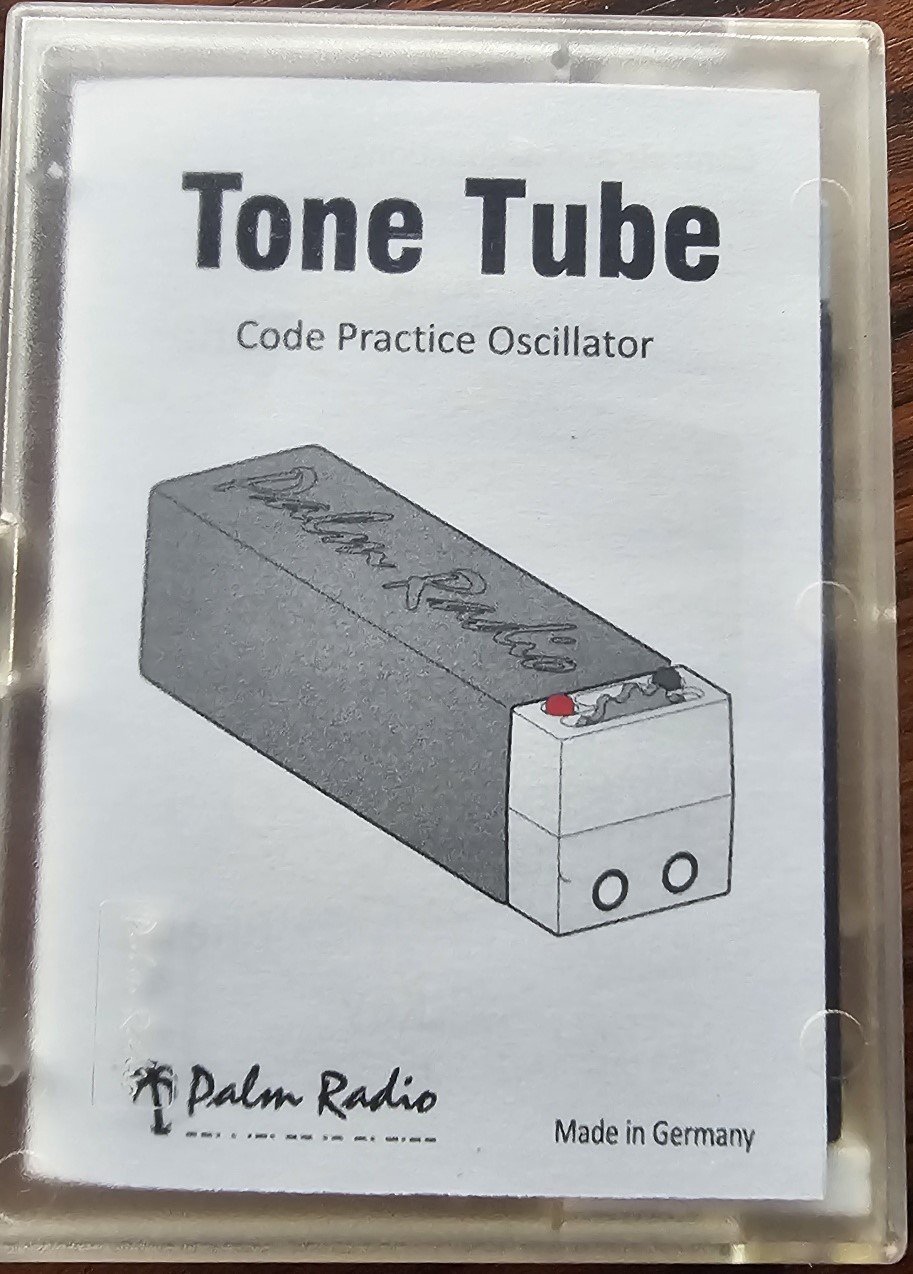 Tone Tube
Code Practice Oscillator
Palm Radio
Palm Radio
Made in Germany